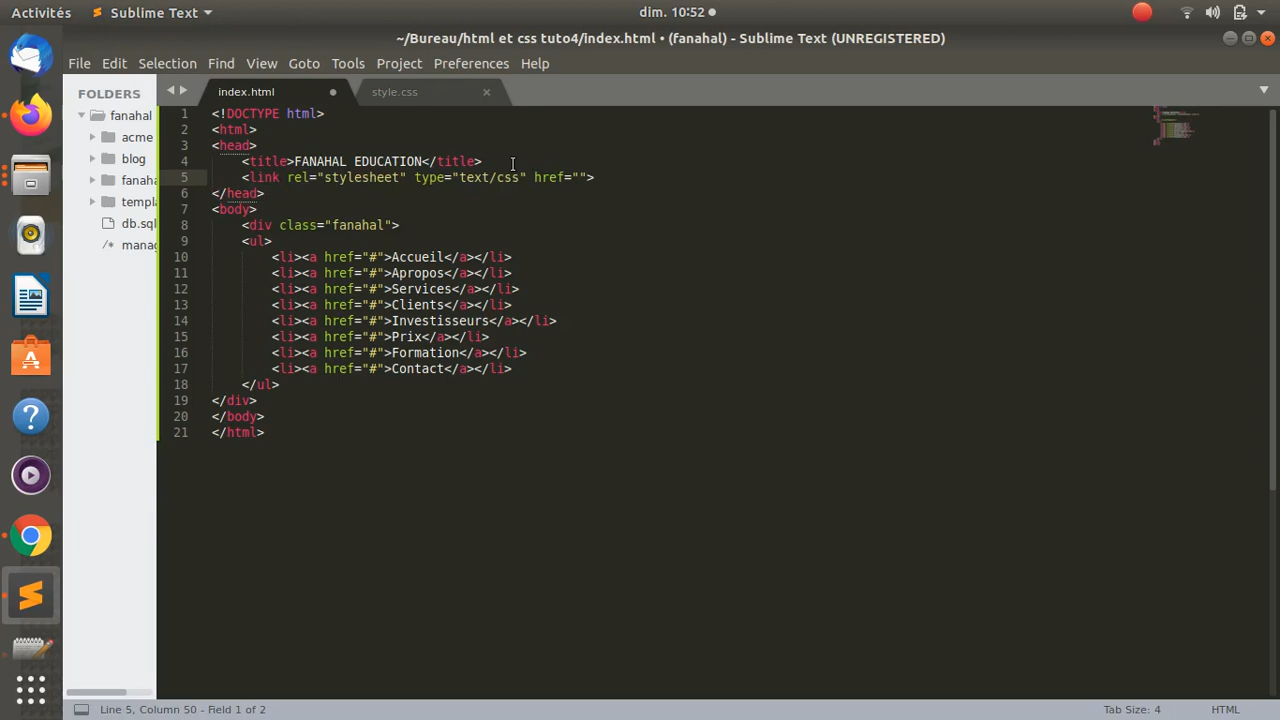 Activités
Sublime Text
dim. 10:52
~/Bureau/html et css tuto4/index.html • (fanahal) - Sublime Text (UNREGISTERED)
File Edit Selection Find View Goto Tools Project Preferences Help
FOLDERS
fanahal
acme
blog
fanaha
templa
db.sql
manag
index.html
style.css
1 <!DOCTYPE html>
2 <html>
3 <head>
4 <title>FANAHAL EDUCATION</title>
5 <link rel="stylesheet" type="text/css" href="">
6 </head>
7 <body>
8 <div class="fanahal">
9 <ul>
10 <li><a href="#">Accueil</a></li>
11 <li><a href="#">Apropos</a></li>
12 <li><a href="#">Services</a></li>
13 <li><a href="#">Clients</a></li>
14 <li><a href="#">Investisseurs</a></li>
15 <li><a href="#">Prix</a></li>
16 <li><a href="#">Formation</a></li>
17 <li><a href="#">Contact</a></li>
18 </ul>
19 </div>
20 </body>
21 </html>
Line 5, Column 50 - Field 1 of 2
Tab Size: 4
HTML